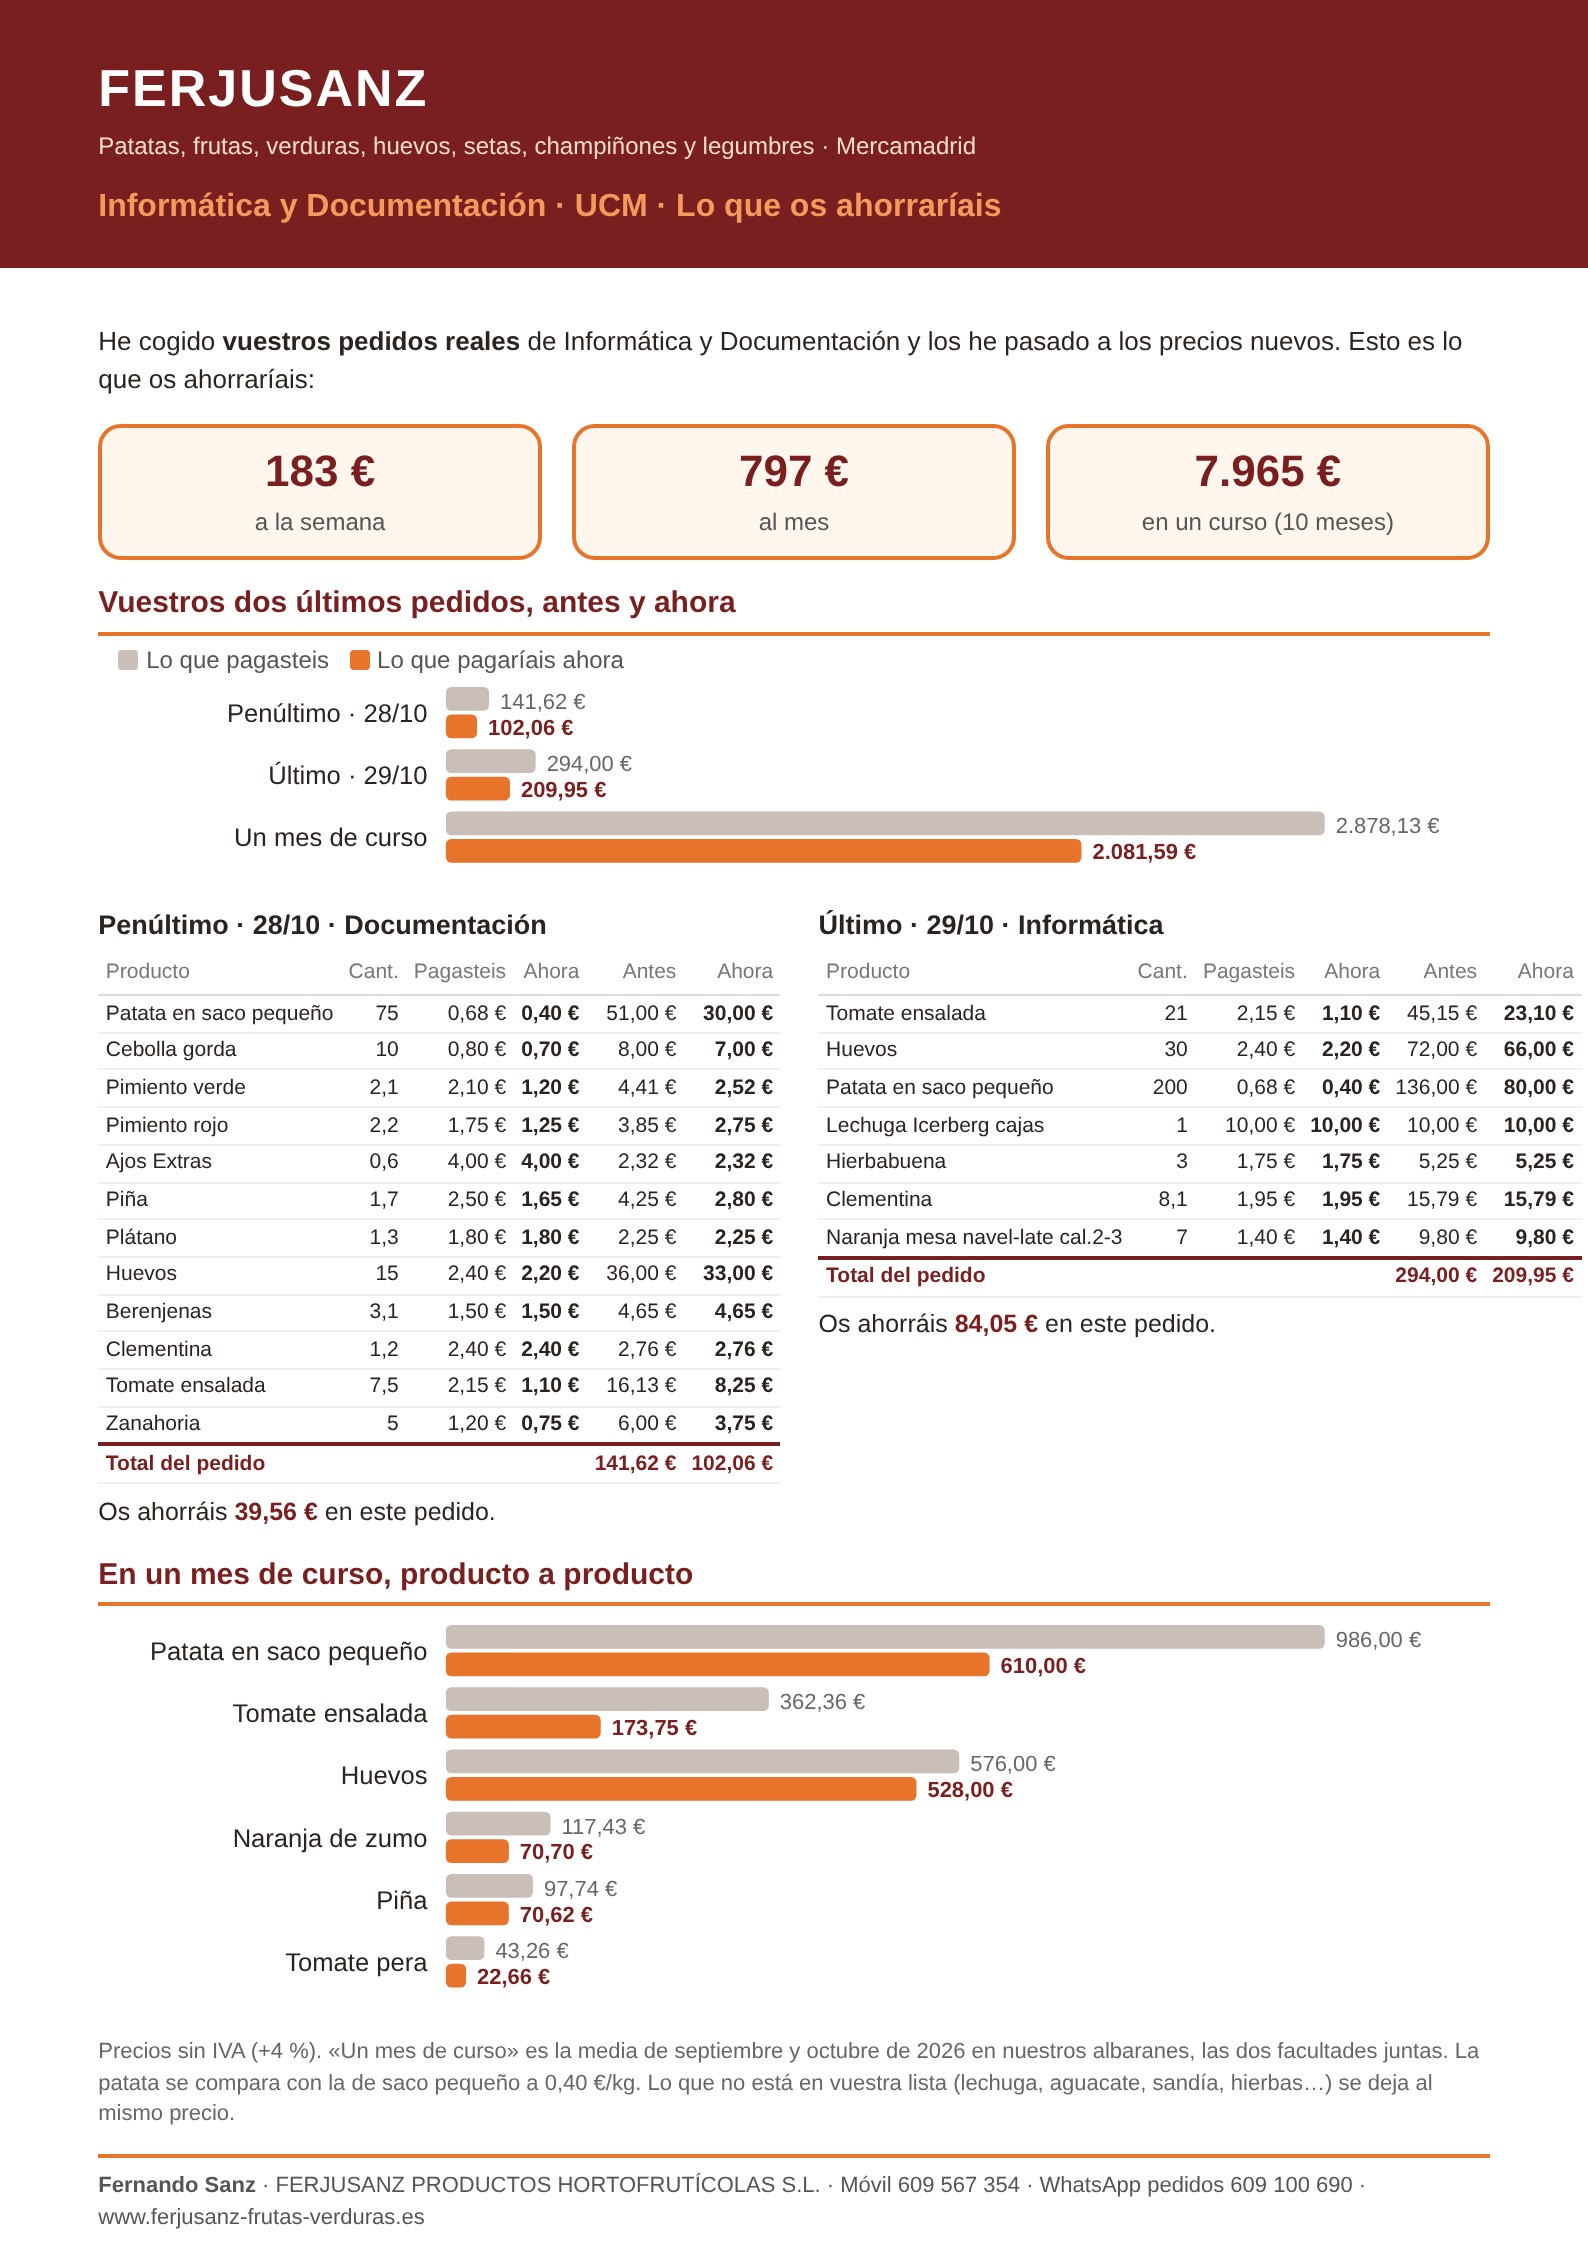 FERJUSANZ
Patatas, frutas, verduras, huevos, setas, champiñones y legumbres · Mercamadrid
Informática y Documentación · UCM · Lo que os ahorraríais
He cogido vuestros pedidos reales de Informática y Documentación y los he pasado a los precios nuevos. Esto es lo
que os ahorraríais:
183 €
a la semana
797 €
al mes
7.965 €
en un curso (10 meses)
Vuestros dos últimos pedidos, antes y ahora
Lo que pagasteis Lo que pagaríais ahora
Penúltimo · 28/10
141,62 €
102,06 €
Último · 29/10
294,00 €
209,95 €
Un mes de curso
2.878,13 €
2.081,59 €
Penúltimo · 28/10 · Documentación
Producto Cant. Pagasteis Ahora Antes Ahora
Patata en saco pequeño 75 0,68 € 0,40 € 51,00 € 30,00 €
Cebolla gorda 10 0,80 € 0,70 € 8,00 € 7,00 €
Pimiento verde 2,1 2,10 € 1,20 € 4,41 € 2,52 €
Pimiento rojo 2,2 1,75 € 1,25 € 3,85 € 2,75 €
Ajos Extras 0,6 4,00 € 4,00 € 2,32 € 2,32 €
Piña 1,7 2,50 € 1,65 € 4,25 € 2,80 €
Plátano 1,3 1,80 € 1,80 € 2,25 € 2,25 €
Huevos 15 2,40 € 2,20 € 36,00 € 33,00 €
Berenjenas 3,1 1,50 € 1,50 € 4,65 € 4,65 €
Clementina 1,2 2,40 € 2,40 € 2,76 € 2,76 €
Tomate ensalada 7,5 2,15 € 1,10 € 16,13 € 8,25 €
Zanahoria 5 1,20 € 0,75 € 6,00 € 3,75 €
Total del pedido 141,62 € 102,06 €
Os ahorráis 39,56 € en este pedido.
Último · 29/10 · Informática
Producto Cant. Pagasteis Ahora Antes Ahora
Tomate ensalada 21 2,15 € 1,10 € 45,15 € 23,10 €
Huevos 30 2,40 € 2,20 € 72,00 € 66,00 €
Patata en saco pequeño 200 0,68 € 0,40 € 136,00 € 80,00 €
Lechuga Icerberg cajas 1 10,00 € 10,00 € 10,00 € 10,00 €
Hierbabuena 3 1,75 € 1,75 € 5,25 € 5,25 €
Clementina 8,1 1,95 € 1,95 € 15,79 € 15,79 €
Naranja mesa navel-late cal.2-3 7 1,40 € 1,40 € 9,80 € 9,80 €
Total del pedido 294,00 € 209,95 €
Os ahorráis 84,05 € en este pedido.
En un mes de curso, producto a producto
Patata en saco pequeño
986,00 €
610,00 €
Tomate ensalada
362,36 €
173,75 €
Huevos
576,00 €
528,00 €
Naranja de zumo
117,43 €
70,70 €
Piña
97,74 €
70,62 €
Tomate pera
43,26 €
22,66 €
Precios sin IVA (+4 %). «Un mes de curso» es la media de septiembre y octubre de 2026 en nuestros albaranes, las dos facultades juntas. La
patata se compara con la de saco pequeño a 0,40 €/kg. Lo que no está en vuestra lista (lechuga, aguacate, sandía, hierbas…) se deja al
mismo precio.
Fernando Sanz · FERJUSANZ PRODUCTOS HORTOFRUTÍCOLAS S.L. · Móvil 609 567 354 · WhatsApp pedidos 609 100 690 ·
www.ferjusanz-frutas-verduras.es